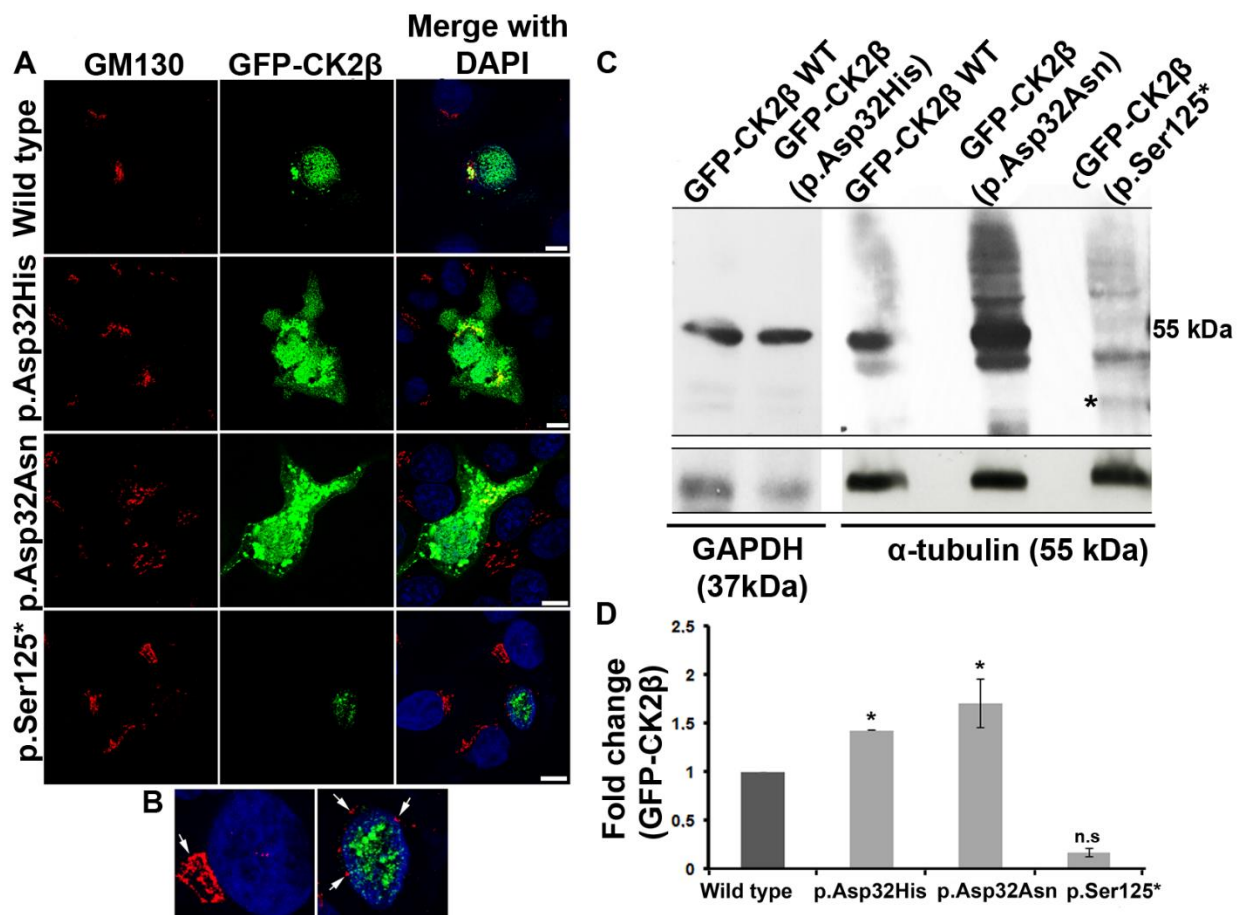 A
GM130
GFP-CK2β
Merge with
DAPI
Wild type
p.Asp32His
p.Asp32Asn
p.Ser125*
B
C
GFP-CK2β WT
GFP-CK2β
(p.Asp32His)
GFP-CK2β WT
GFP-CK2β
(p.Asp32Asn)
(GFP-CK2β
(p.Ser125*
55 kDa
*
GAPDH
(37kDa)
α-tubulin (55 kDa)
D
Fold change
(GFP-CK2β)
2.5
2
1.5
1
0.5
0
*
*
n.s
Wild type
p.Asp32His
p.Asp32Asn
p.Ser125*